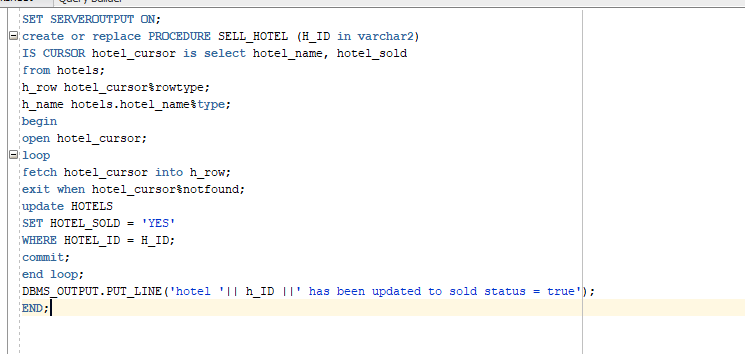 SET SERVEROUTPUT ON;
create or replace PROCEDURE SELL_HOTEL (H_ID in varchar2)
IS CURSOR hotel_cursor is select hotel_name, hotel_sold
from hotels;
h_row hotel_cursor%rowtype;
h_name hotels.hotel_name%type;
begin
open hotel_cursor;
loop
fetch hotel_cursor into h_row;
exit when hotel_cursor%notfound;
update HOTELS
SET HOTEL_SOLD = 'YES'
WHERE HOTEL_ID = H_ID;
commit;
end loop;
DBMS_OUTPUT.PUT_LINE('hotel '|| h_ID ||' has been updated to sold status = true');
END;